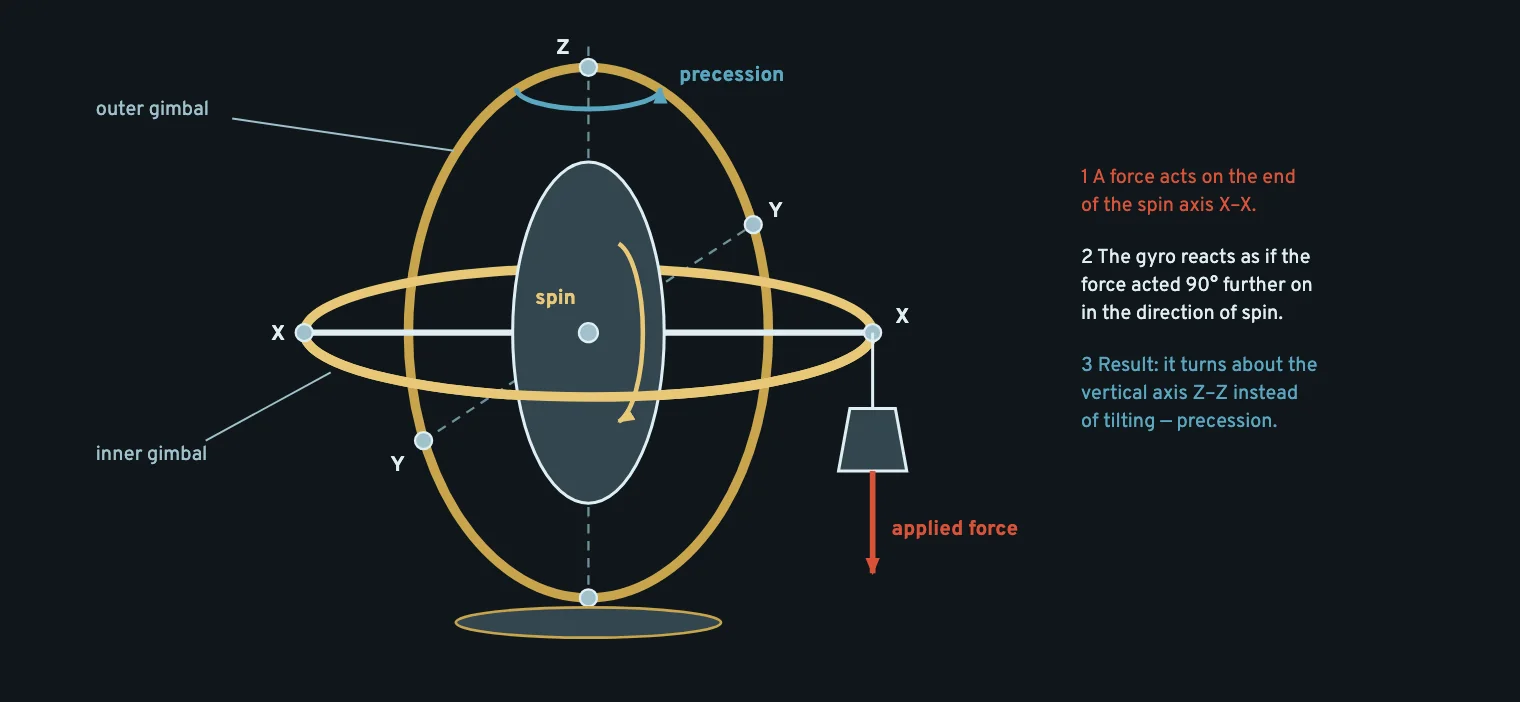 Z
precession
outer gimbal
Y
spin
X
X
inner gimbal
Y
applied force
1 A force acts on the end
of the spin axis X–X.
2 The gyro reacts as if the
force acted 90° further on
in the direction of spin.
3 Result: it turns about the
vertical axis Z–Z instead
of tilting — precession.